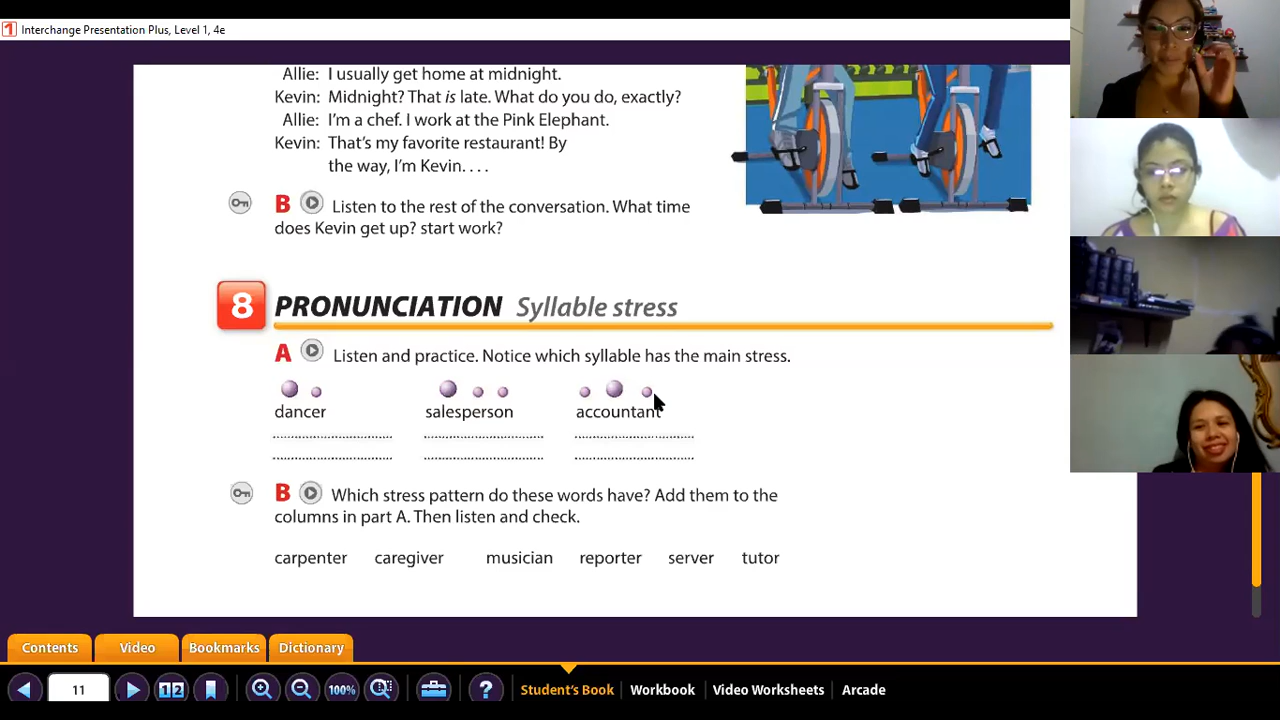 Interchange Presentation Plus, Level 1, 4e
Allie: I usually get home at midnight.
Kevin: Midnight? That is late. What do you do, exactly?
Allie: I'm a chef. I work at the Pink Elephant.
Kevin: That's my favorite restaurant! By
the way, I'm Kevin. . . .
B Listen to the rest of the conversation. What time
does Kevin get up? start work?
8 PRONUNCIATION Syllable stress
A Listen and practice. Notice which syllable has the main stress.
dancer salesperson accountant
B Which stress pattern do these words have? Add them to the
columns in part A. Then listen and check.
carpenter caregiver musician reporter server tutor
Contents Video Bookmarks Dictionary
11 12 100% ? Student's Book Workbook Video Worksheets Arcade